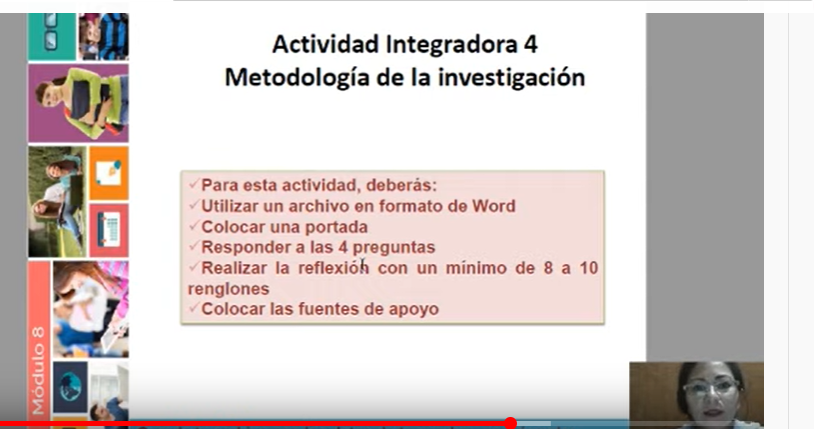 Actividad Integradora 4
Metodología de la investigación
✓Para esta actividad, deberás:
✓Utilizar un archivo en formato de Word
✓Colocar una portada
✓Responder a las 4 preguntas
✓Realizar la reflexión con un mínimo de 8 a 10
renglones
✓Colocar las fuentes de apoyo
Módulo 8